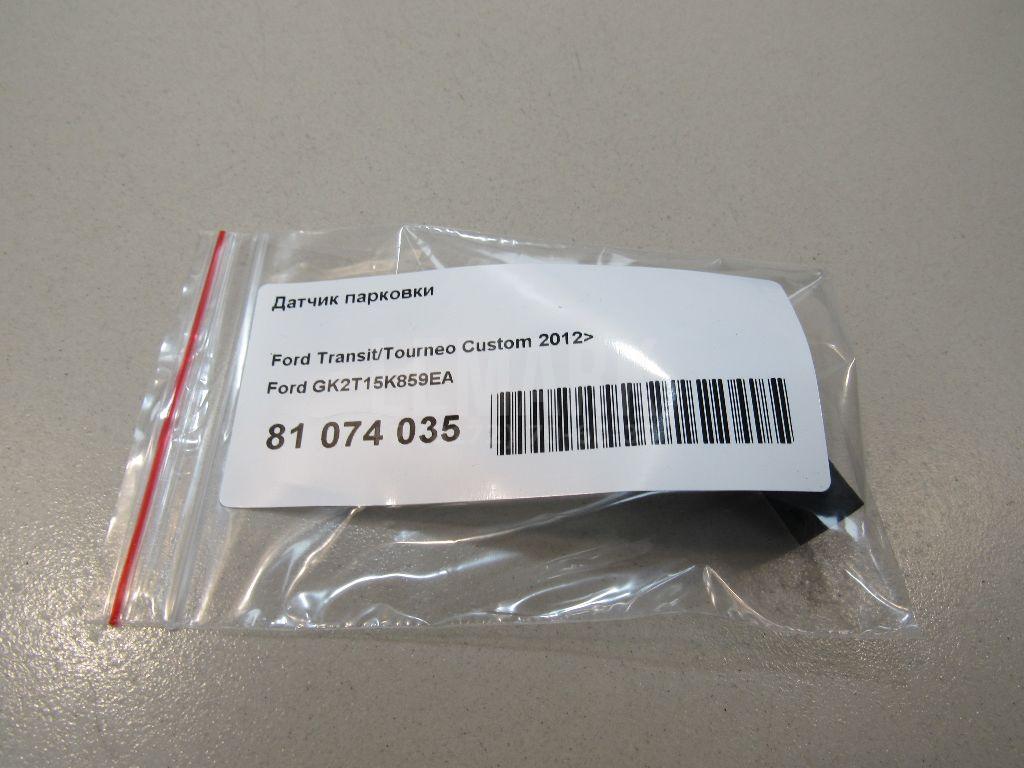 Датчик парковки
Ford Transit/Tourneo Custom 2012>
Ford GK2T15K859EA
81 074 035